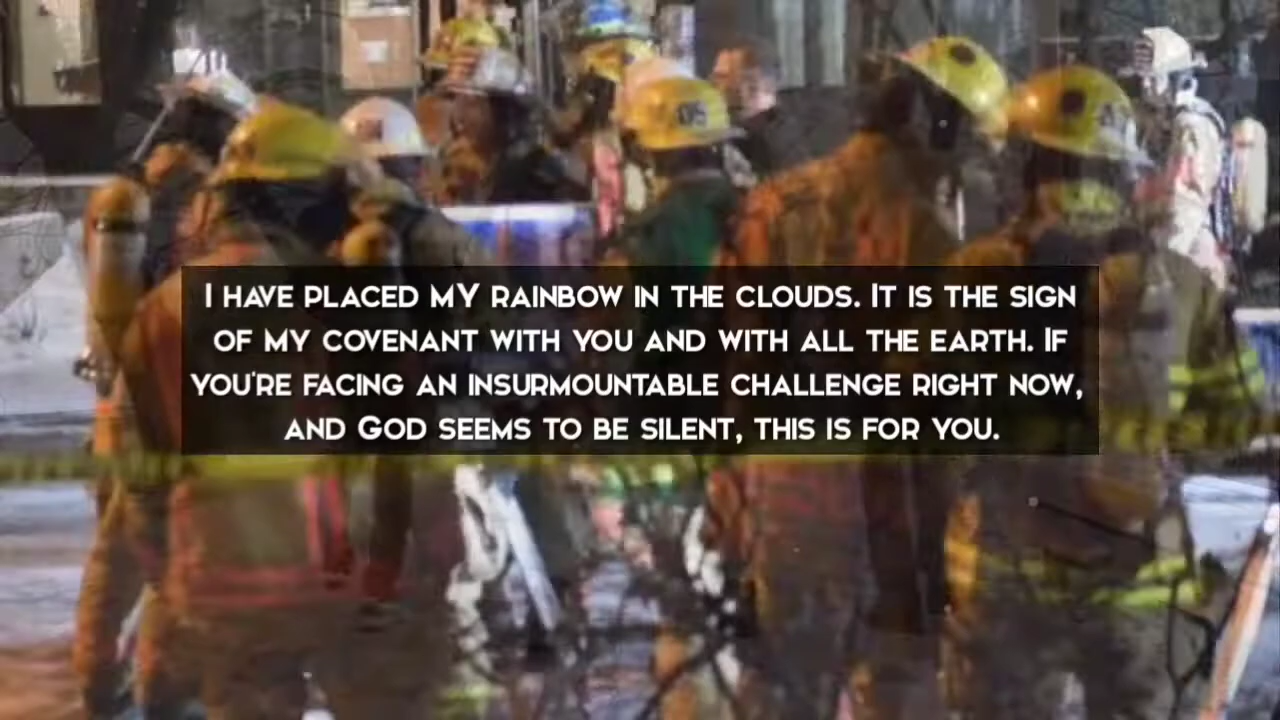 I HAVE PLACED MY RAINBOW IN THE CLOUDS. IT IS THE SIGN
OF MY COVENANT WITH YOU AND WITH ALL THE EARTH. IF
YOU'RE FACING AN INSURMOUNTABLE CHALLENGE RIGHT NOW,
AND GOD SEEMS TO BE SILENT, THIS IS FOR YOU.